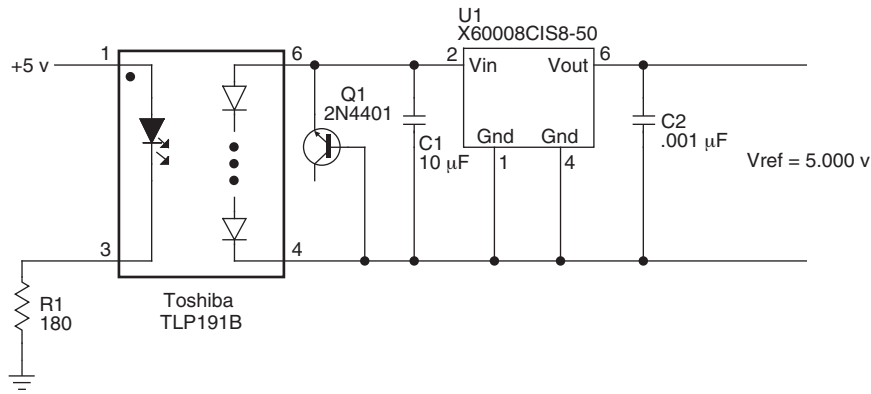 U1
X60008CIS8-50
1
6
2
6
+5 v
Vin
Vout
Q1
2N4401
C1
10 µF
Gnd
Gnd
1
4
C2
.001 µF
Vref = 5.000 v
3
4
R1
180
Toshiba
TLP191B